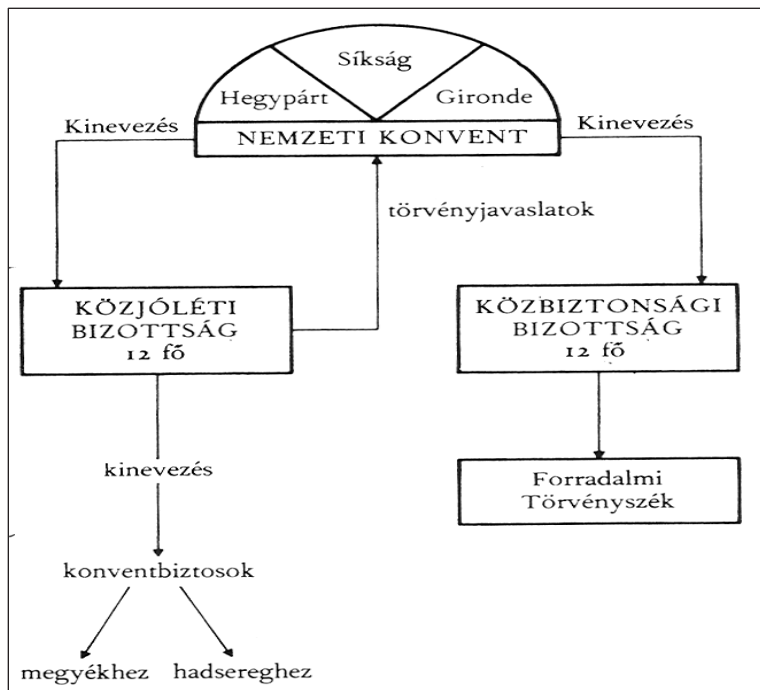 Síkság
Hegypárt
Gironde
NEMZETI KONVENT
Kinevezés
Kinevezés
törvényjavaslatok
KÖZJÓLÉTI
BIZOTTSÁG
12 fő
KÖZBIZTONSÁGI
BIZOTTSÁG
12 fő
kinevezés
Forradalmi
Törvényszék
konventbiztosok
megyékhez
hadsereghez